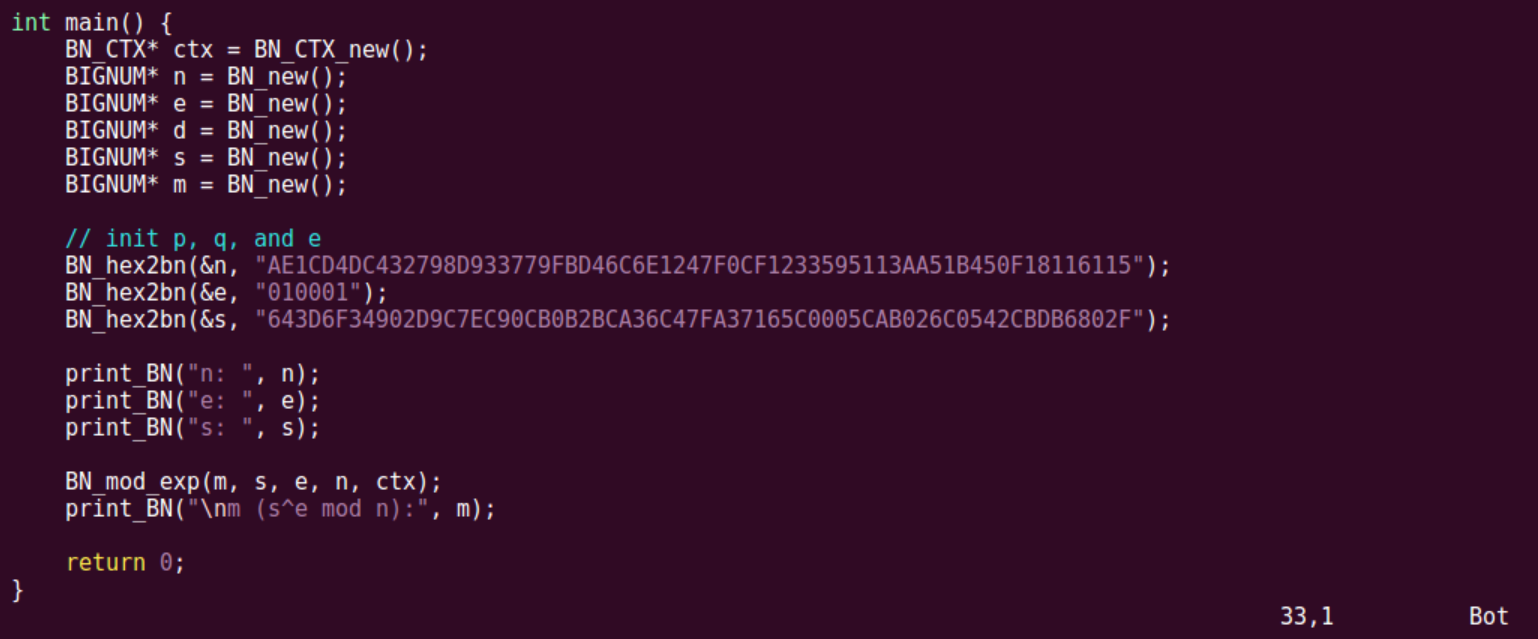 int main() {
    BN_CTX* ctx = BN_CTX_new();
    BIGNUM* n = BN_new();
    BIGNUM* e = BN_new();
    BIGNUM* d = BN_new();
    BIGNUM* s = BN_new();
    BIGNUM* m = BN_new();

    // init p, q, and e
    BN_hex2bn(&n, "AE1CD4DC432798D933779FBD46C6E1247F0CF1233595113AA51B450F18116115");
    BN_hex2bn(&e, "010001");
    BN_hex2bn(&s, "643D6F34902D9C7EC90CB0B2BCA36C47FA37165C0005CAB026C0542CBDB6802F");

    print_BN("n: ", n);
    print_BN("e: ", e);
    print_BN("s: ", s);

    BN_mod_exp(m, s, e, n, ctx);
    print_BN("\nm (s^e mod n):", m);

    return 0;
}
33,1 Bot